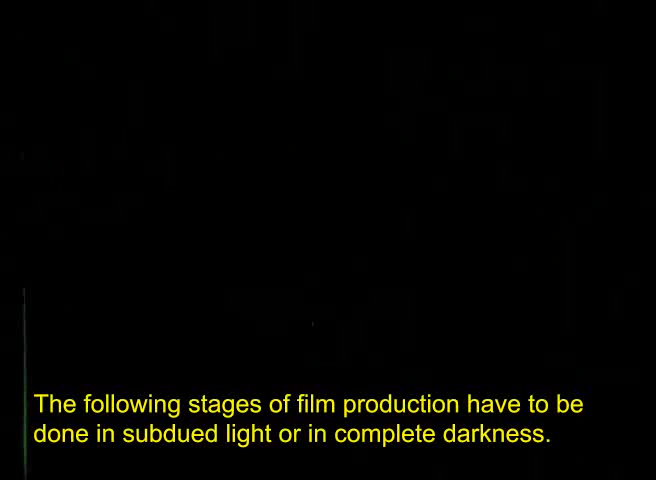 The following stages of film production have to be
done in subdued light or in complete darkness.